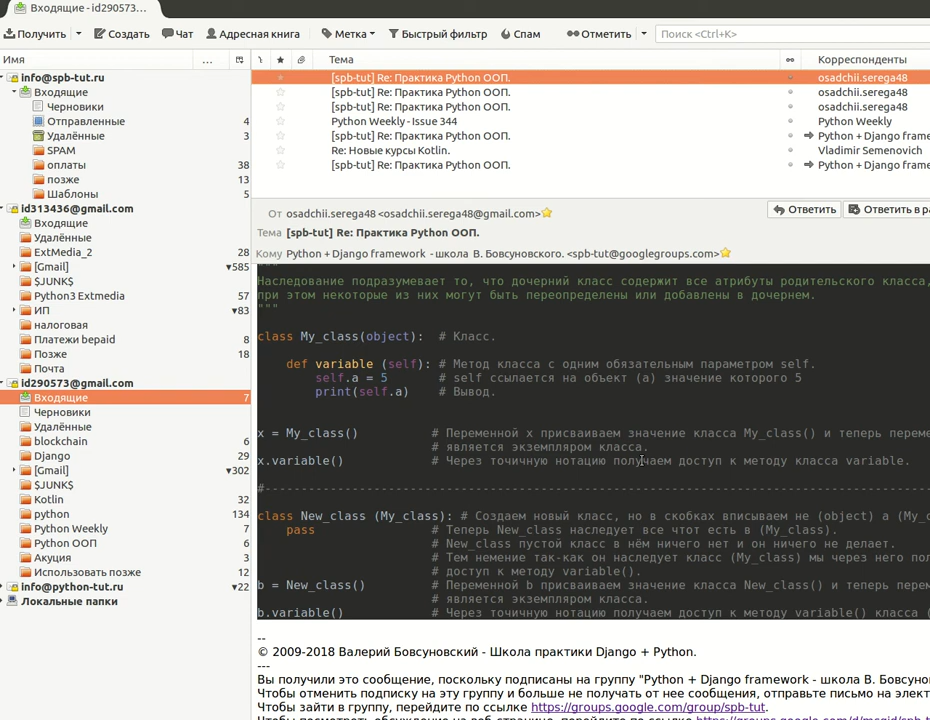 Входящие - id290573...
Получить Создать Чат Адресная книга Метка Быстрый фильтр Спам Отметить Поиск <Ctrl+K>
Имя ... Тема Корреспонденты
info@spb-tut.ru
Входящие
Черновики
Отправленные 4
Удалённые 3
SPAM
оплаты 38
позже 13
Шаблоны 5
id313436@gmail.com
Входящие
Удалённые
ExtMedia_2 28
[Gmail] ▾585
$JUNK$
Python3 Extmedia 57
ИП ▾83
налоговая
Платежи bepaid 8
Позже 18
Почта
id290573@gmail.com
Входящие 7
Черновики
Удалённые
blockchain 6
Django 29
[Gmail] ▾302
$JUNK$
Kotlin 32
python 134
Python Weekly 7
Python ООП 6
Акуция 3
Использовать позже 12
info@python-tut.ru ▾22
Локальные папки
[spb-tut] Re: Практика Python ООП. osadchii.serega48
[spb-tut] Re: Практика Python ООП. osadchii.serega48
[spb-tut] Re: Практика Python ООП. osadchii.serega48
Python Weekly - Issue 344 Python Weekly
[spb-tut] Re: Практика Python ООП. Python + Django frame
Re: Новые курсы Kotlin. Vladimir Semenovich
[spb-tut] Re: Практика Python ООП. Python + Django frame
От osadchii.serega48 <osadchii.serega48@gmail.com> Ответить Ответить в ра
Тема [spb-tut] Re: Практика Python ООП.
Кому Python + Django framework - школа В. Бовсуновского. <spb-tut@googlegroups.com>
"""
Наследование подразумевает то, что дочерний класс содержит все атрибуты родительского класса,
при этом некоторые из них могут быть переопределены или добавлены в дочернем.
"""
class My_class(object): # Класс.
def variable (self): # Метод класса с одним обязательным параметром self.
self.a = 5 # self ссылается на объект (a) значение которого 5
print(self.a) # Вывод.
x = My_class() # Переменной x присваиваем значение класса My_class() и теперь переме
# является экземпляром класса.
x.variable() # Через точичную нотацию получаем доступ к методу класса variable.
#----------------------------------------------------------------------
class New_class (My_class): # Создаем новый класс, но в скобках вписываем не (object) а (My_c
pass # Теперь New_class наследует все чтот есть в (My_class).
# New_class пустой класс в нём ничего нет и он ничего не делает.
# Тем немение так-как он наследует класс (My_class) мы через него пол
# доступ к методу variable().
b = New_class() # Переменной b присваиваем значение класса New_class() и теперь перем
# является экземпляром класса.
b.variable() # Через точичную нотацию получаем доступ к методу variable() класса (
--
© 2009-2018 Валерий Бовсуновский - Школа практики Django + Python.
---
Вы получили это сообщение, поскольку подписаны на группу "Python + Django framework - школа В. Бовсуно
Чтобы отменить подписку на эту группу и больше не получать от нее сообщения, отправьте письмо на элект
Чтобы зайти в группу, перейдите по ссылке https://groups.google.com/group/spb-tut.